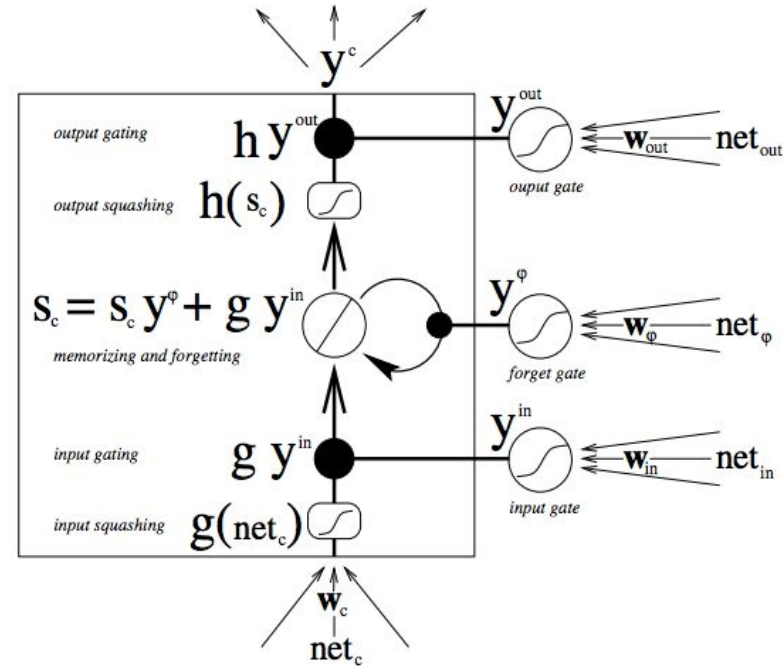 y^c
y^out
output gating
h y^out
w_out net_out
ouput gate
output squashing
h(s_c)
y^φ
s_c = s_c y^φ + g y^in
w_φ net_φ
memorizing and forgetting
forget gate
y^in
input gating
g y^in
w_in net_in
input gate
input squashing
g(net_c)
w_c
net_c